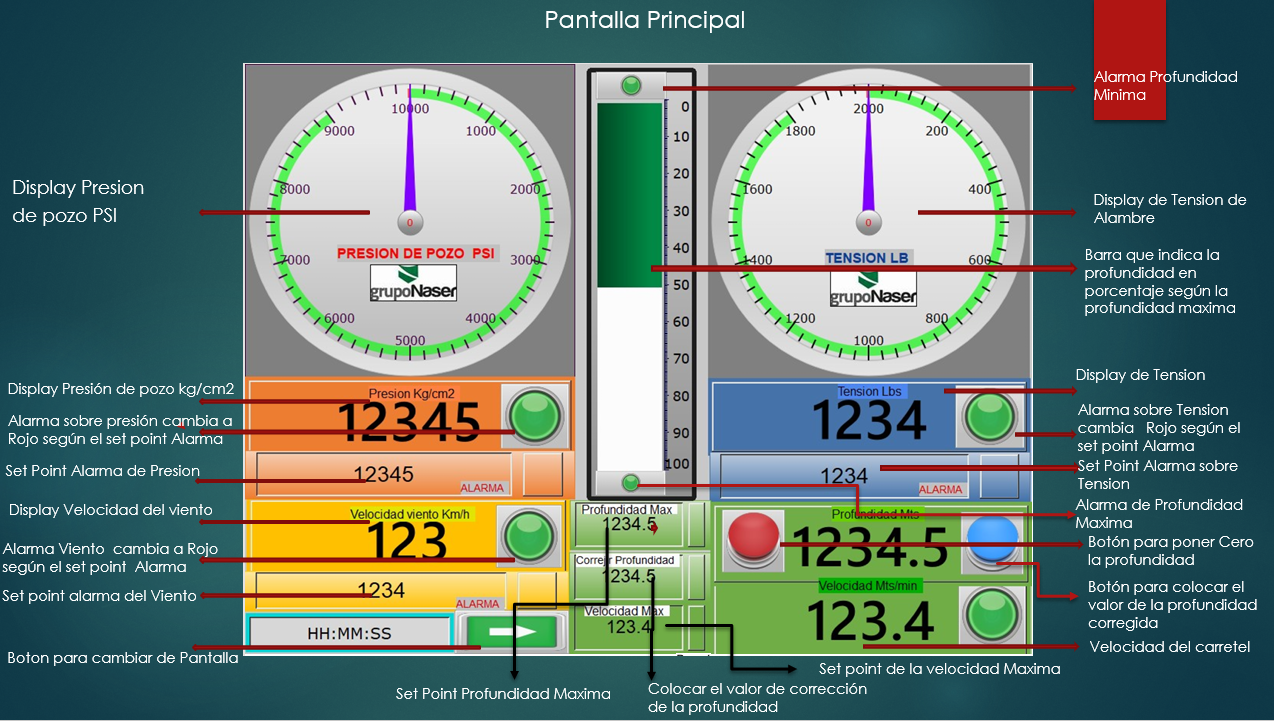 Pantalla Principal
Alarma Profundidad
Minima
Display Presion
de pozo PSI
Display de Tension de
Alambre
Barra que indica la
profundidad en
porcentaje según la
profundidad maxima
10000
1000
2000
3000
4000
5000
6000
7000
8000
9000
0
PRESION DE POZO PSI
grupoNaser
0
10
20
30
40
50
60
70
80
90
100
2000
200
400
600
800
1000
1200
1400
1600
1800
0
TENSION LB
grupoNaser
Display Presión de pozo kg/cm2
Alarma sobre presión cambia a
Rojo según el set point Alarma
Set Point Alarma de Presion
Display Velocidad del viento
Alarma Viento cambia a Rojo
según el set point Alarma
Set point alarma del Viento
Boton para cambiar de Pantalla
Presion Kg/cm2
12345
12345
ALARMA
Velocidad viento Km/h
123
1234
ALARMA
HH:MM:SS
Profundidad Max
1234.5
Correjir Profundidad
1234.5
Velocidad Max
123.4
Tension Lbs
1234
1234
ALARMA
Profundidad Mts
1234.5
Velocidad Mts/min
123.4
Display de Tension
Alarma sobre Tension
cambia Rojo según el
set point Alarma
Set Point Alarma sobre
Tension
Alarma de Profundidad
Maxima
Botón para poner Cero
la profundidad
Botón para colocar el
valor de la profundidad
corregida
Velocidad del carretel
Set point de la velocidad Maxima
Set Point Profundidad Maxima
Colocar el valor de corrección
de la profundidad